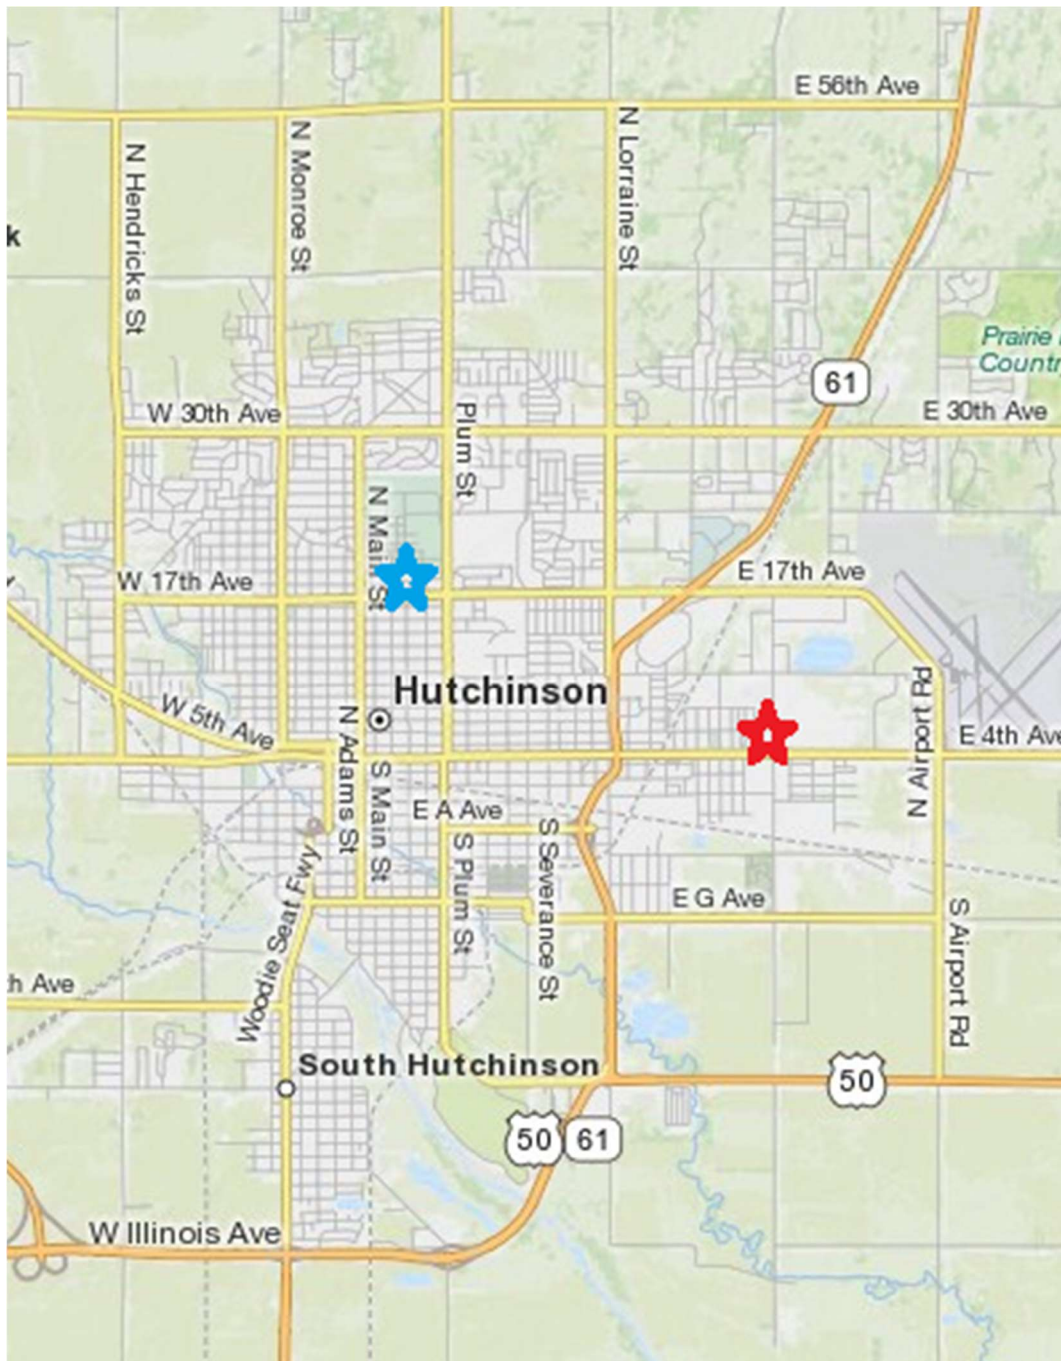 E 56th Ave
N Hendricks St
N Monroe St
N Lorraine St
k
Prairie
Countr
61
W 30th Ave
E 30th Ave
Plum St
N Main St
W 17th Ave
E 17th Ave
Hutchinson
N Airport Rd
W 5th Ave
N Adams St
E 4th Ave
S Main St
E A Ave
S Plum St
S Severance St
Woodie Seat Fwy
E G Ave
S Airport Rd
h Ave
South Hutchinson
50
50
61
W Illinois Ave